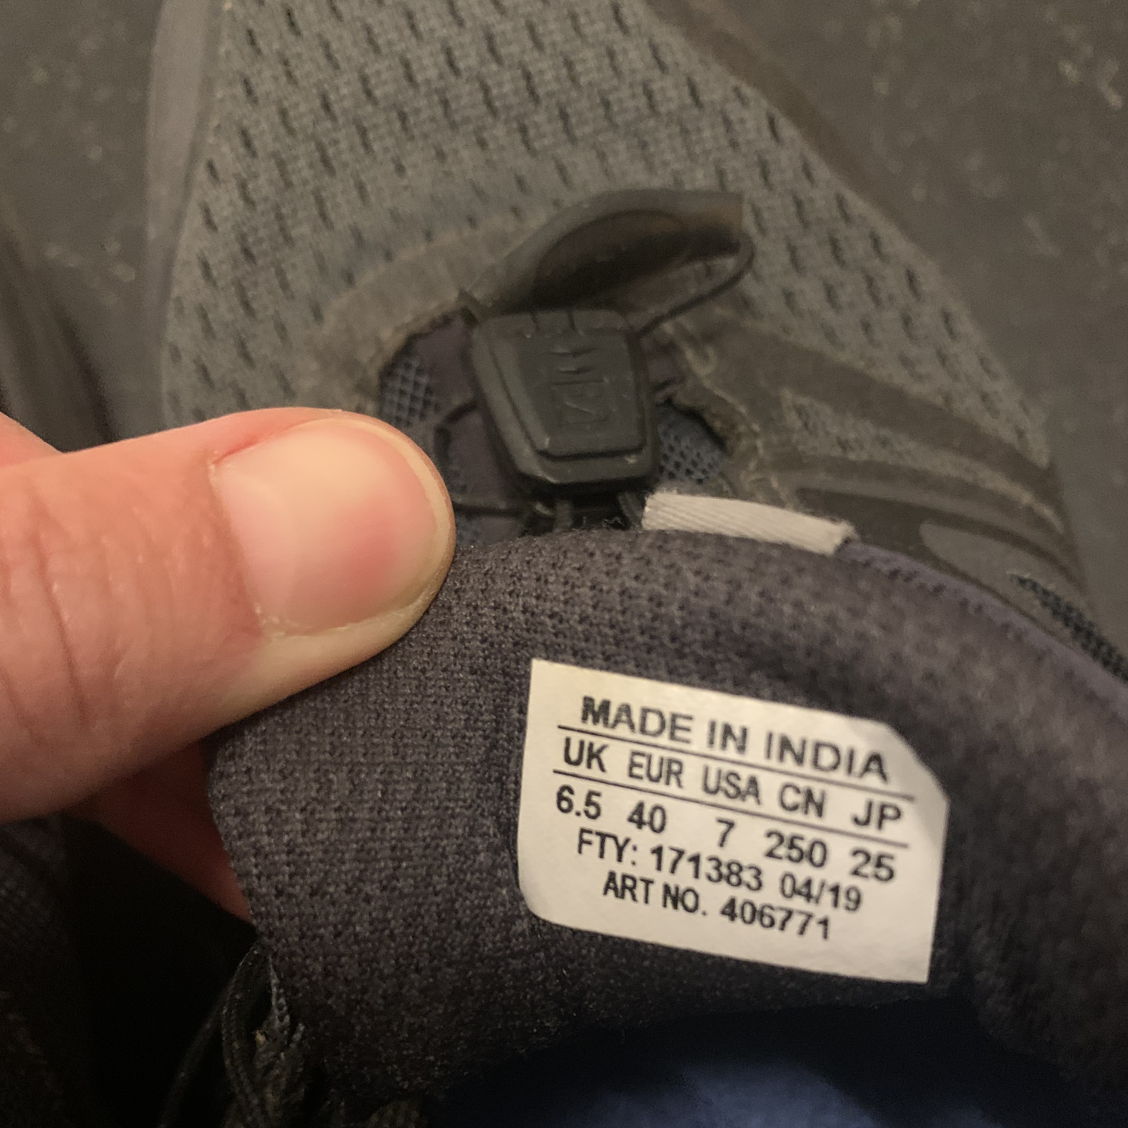 MADE IN INDIA
UK EUR USA CN JP
6.5 40 7 250 25
FTY: 171383 04/19
ART NO. 406771